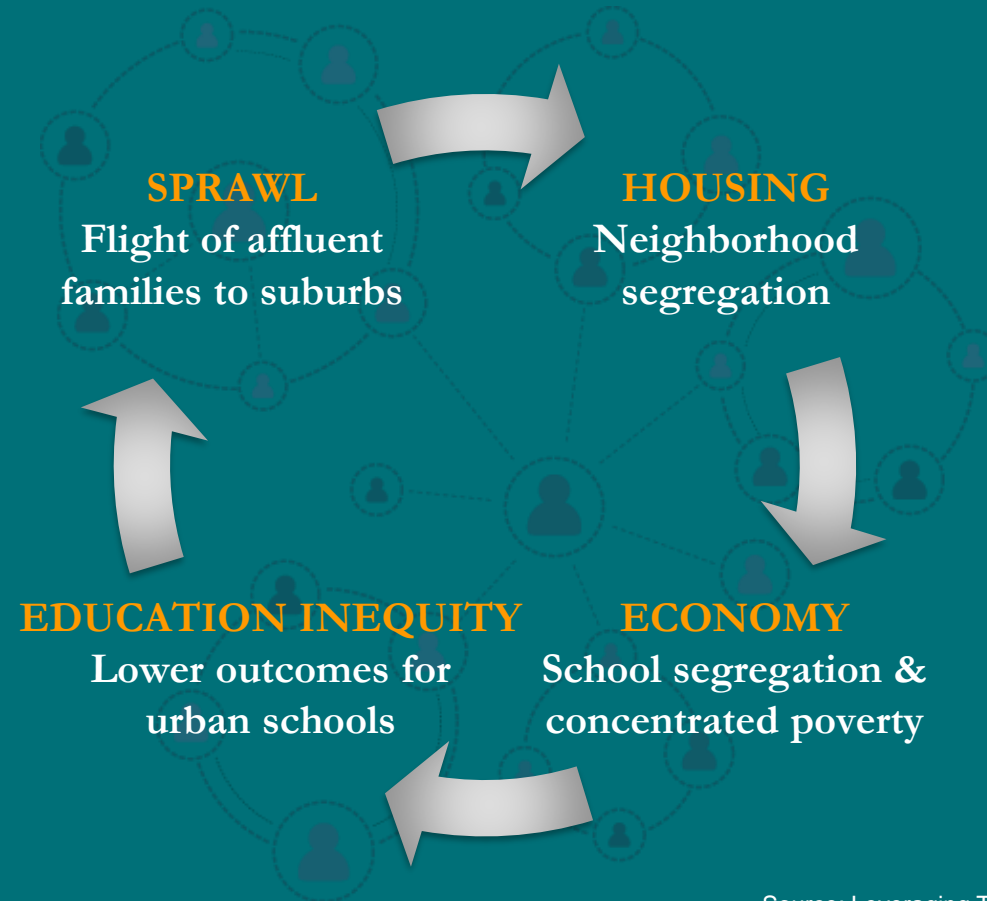 SPRAWL
Flight of affluent
families to suburbs
HOUSING
Neighborhood
segregation
EDUCATION INEQUITY
Lower outcomes for
urban schools
ECONOMY
School segregation &
concentrated poverty